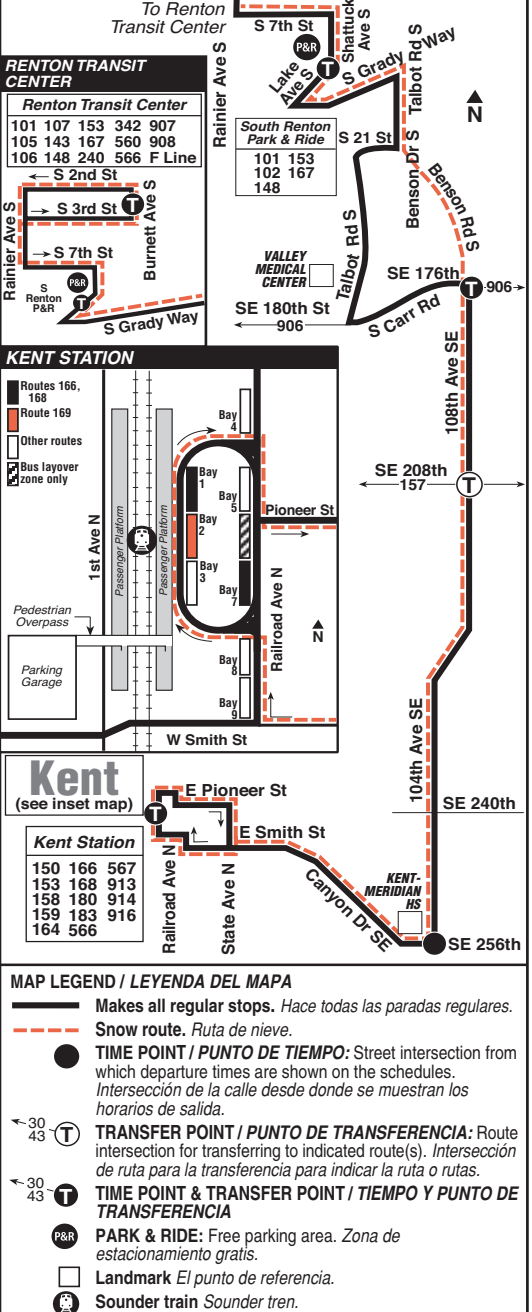 To Renton
Transit Center
S 7th St
P&R
Shattuck
Ave S
T
Rainier Ave S
Lake
Ave S
S Grady Way
Talbot Rd S
N
RENTON TRANSIT
CENTER
Renton Transit Center
101 107 153 342 907
105 143 167 560 908
106 148 240 566 F Line
S 2nd St
S 3rd St
T
Rainier Ave S
Burnett Ave S
S 7th St
P&R
S
Renton
P&R
T
S Grady Way
South Renton
Park & Ride
101 153
102 167
148
S 21 St
Benson Dr S
Benson Rd S
Talbot Rd S
VALLEY
MEDICAL
CENTER
SE 176th
T
906
SE 180th St
906
S Carr Rd
108th Ave SE
SE 208th
157
T
KENT STATION
Routes 166,
168
Route 169
Other routes
Bus layover
zone only
1st Ave N
Passenger Platform
Passenger Platform
Bay
4
Bay
1
Bay
5
Bay
2
Bay
3
Bay
7
Bay
8
Bay
9
Pioneer St
Railroad Ave N
N
Pedestrian
Overpass
Parking
Garage
W Smith St
104th Ave SE
SE 240th
Kent
(see inset map)
T
E Pioneer St
E Smith St
Kent Station
150 166 567
153 168 913
158 180 914
159 183 916
164 566
Railroad Ave N
State Ave N
Canyon Dr SE
KENT-
MERIDIAN
HS
SE 256th
MAP LEGEND / LEYENDA DEL MAPA
Makes all regular stops. Hace todas las paradas regulares.
Snow route. Ruta de nieve.
TIME POINT / PUNTO DE TIEMPO: Street intersection from
which departure times are shown on the schedules.
Intersección de la calle desde donde se muestran los
horarios de salida.
30
43
T
TRANSFER POINT / PUNTO DE TRANSFERENCIA: Route
intersection for transferring to indicated route(s). Intersección
de ruta para la transferencia para indicar la ruta o rutas.
30
43
T
TIME POINT & TRANSFER POINT / TIEMPO Y PUNTO DE
TRANSFERENCIA
P&R
PARK & RIDE: Free parking area. Zona de
estacionamiento gratis.
Landmark El punto de referencia.
Sounder train Sounder tren.